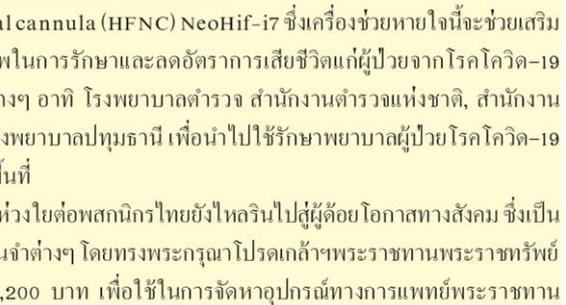 al cannula (HFNC) NeoHif-i7 ซึ่งเครื่องช่วยหายใจนี้จะช่วยเสริม
พในการรักษาและลดอัตราการเสียชีวิตแก่ผู้ป่วยจากโรคโควิด-19
างๆ อาทิ โรงพยาบาลตำรวจ สำนักงานตำรวจแห่งชาติ, สำนักงาน
งพยาบาลปทุมธานี เพื่อนำไปใช้รักษาพยาบาลผู้ป่วยโรคโควิด-19
ื้นที่
ห่วงใยต่อพสกนิกรไทยยังไหลรินไปสู่ผู้ด้อยโอกาสทางสังคม ซึ่งเป็น
นจำต่างๆ โดยทรงพระกรุณาโปรดเกล้าฯพระราชทานพระราชทรัพย์
,200 บาท เพื่อใช้ในการจัดหาอุปกรณ์ทางการแพทย์พระราชทาน